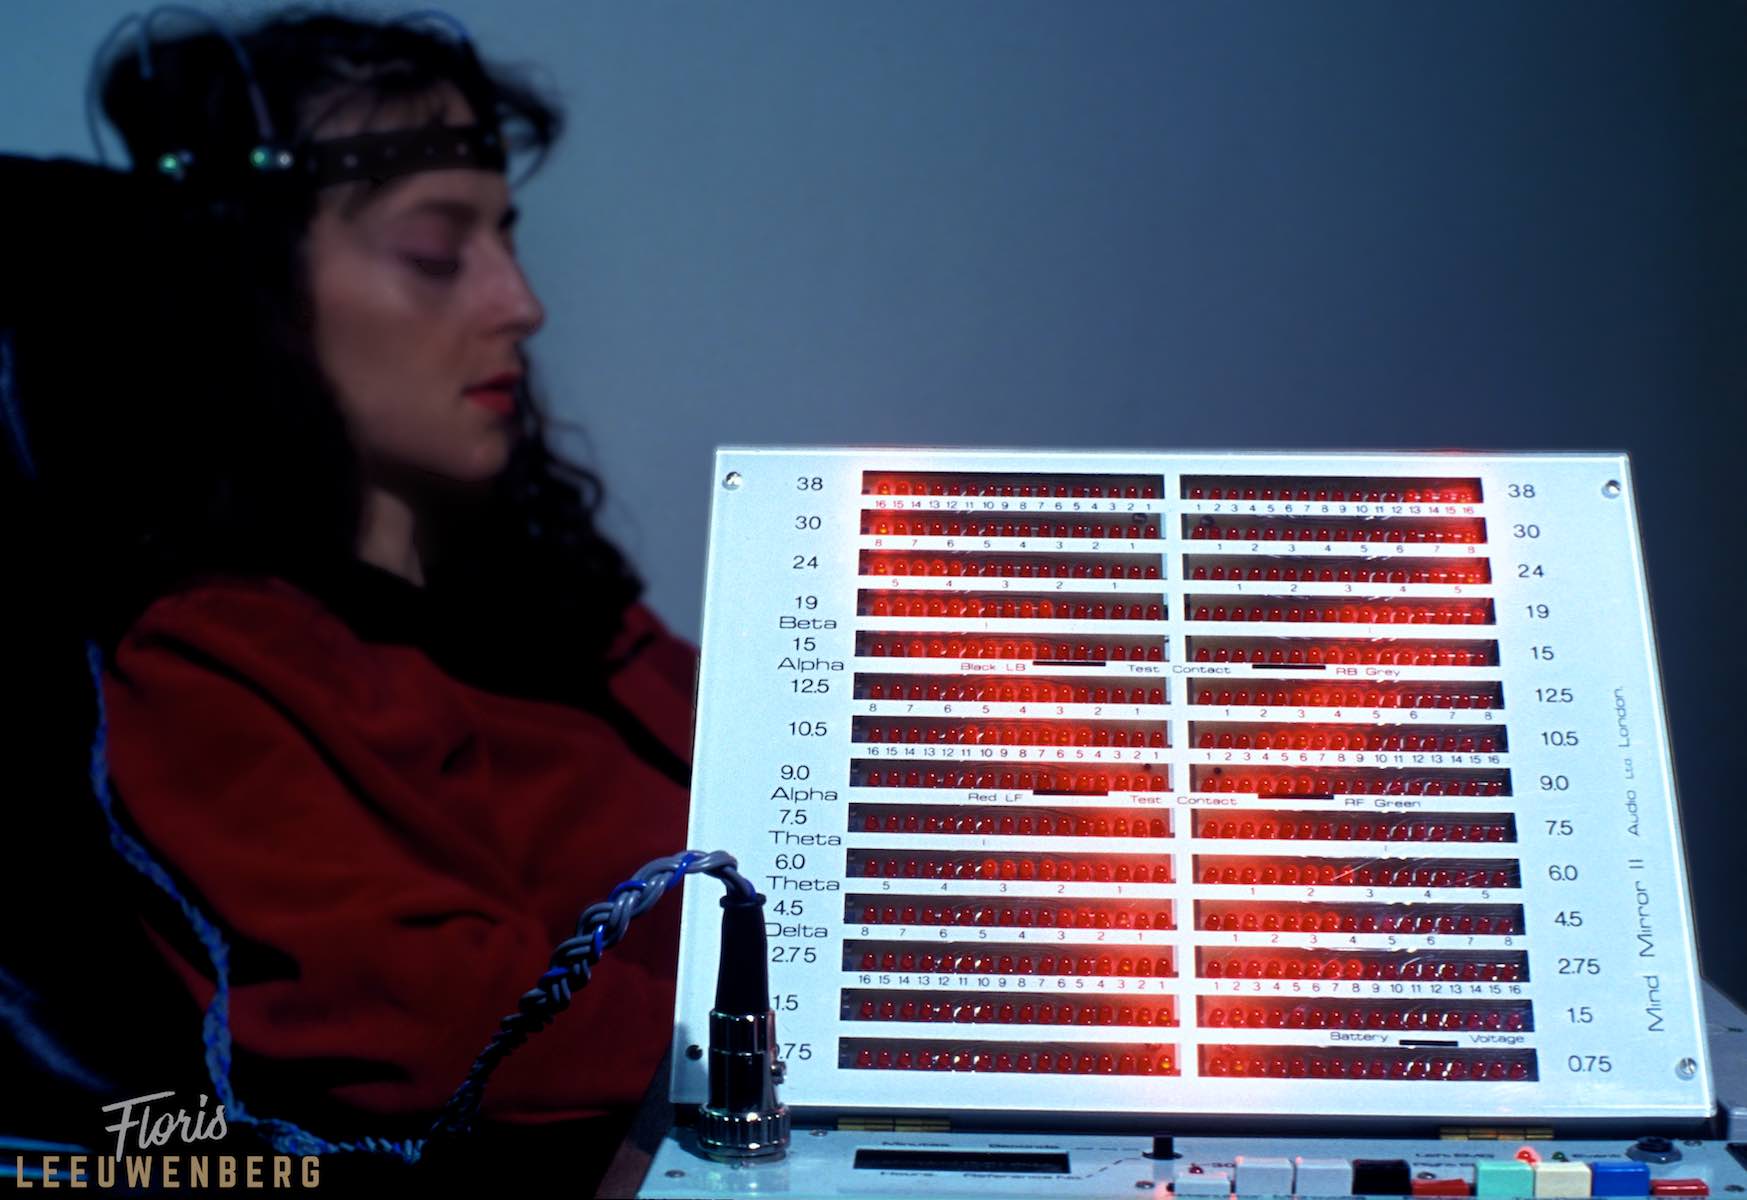 38 38
16 15 14 13 12 11 10 9 8 7 6 5 4 3 2 1 1 2 3 4 5 6 7 8 9 10 11 12 13 14 15 16
30 30
8 7 6 5 4 3 2 1 1 2 3 4 5 6 7 8
24 24
5 4 3 2 1 1 2 3 4 5
19 19
Beta
15 15
Alpha Black LB Test Contact RB Grey
12.5 12.5
8 7 6 5 4 3 2 1 1 2 3 4 5 6 7 8
10.5 10.5
16 15 14 13 12 11 10 9 8 7 6 5 4 3 2 1 1 2 3 4 5 6 7 8 9 10 11 12 13 14 15 16
9.0 9.0
Alpha Red LF Test Contact RF Green
7.5 7.5
Theta
6.0 6.0
Theta 5 4 3 2 1 1 2 3 4 5
4.5 4.5
Delta 8 7 6 5 4 3 2 1 1 2 3 4 5 6 7 8
2.75 2.75
16 15 14 13 12 11 10 9 8 7 6 5 4 3 2 1 1 2 3 4 5 6 7 8 9 10 11 12 13 14 15 16
1.5 1.5
Battery Voltage
.75 0.75
Mind Mirror II Audio Ltd. London.
Minutes Seconds
Hours Reference No.
Floris
LEEUWENBERG